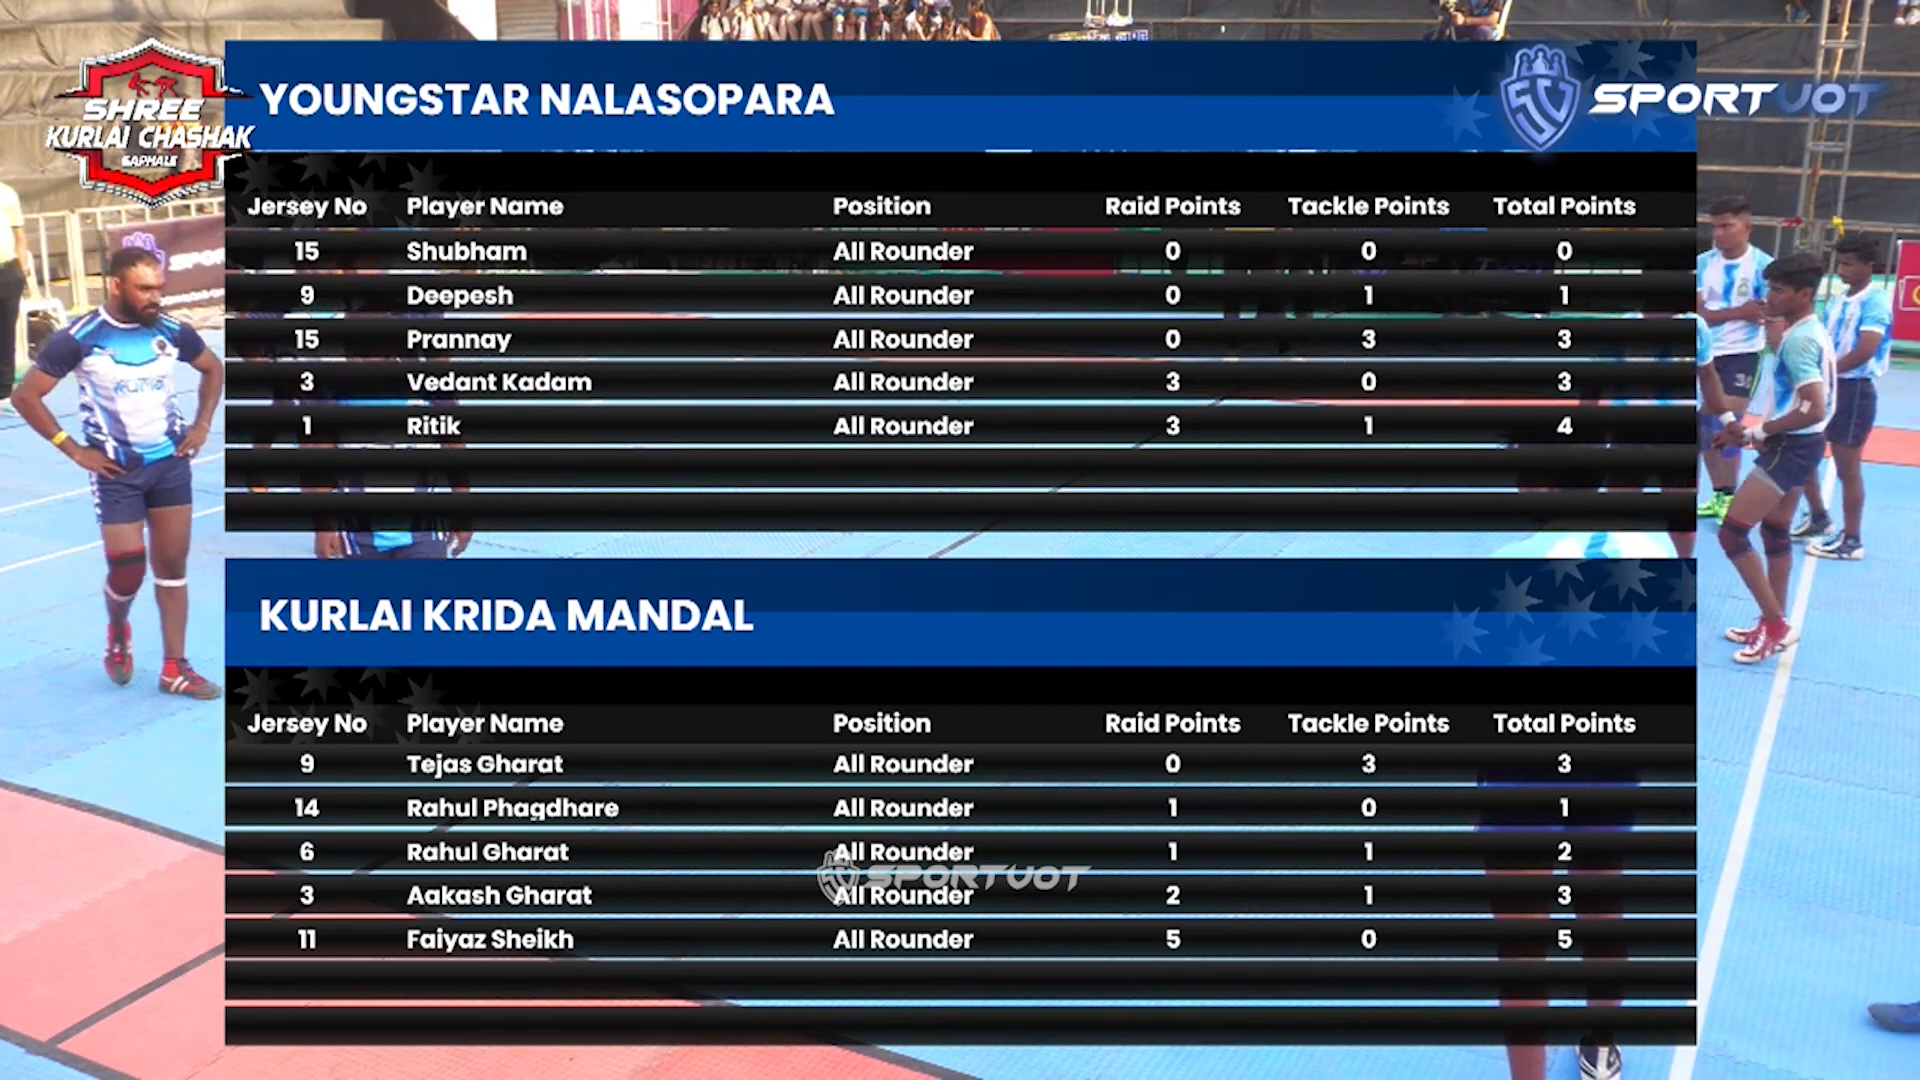 SHREE
KURLAI CHASHAK
SAPHALE
YOUNGSTAR NALASOPARA
SPORTVOT
Jersey No Player Name Position Raid Points Tackle Points Total Points
15 Shubham All Rounder 0 0 0
9 Deepesh All Rounder 0 1 1
15 Prannay All Rounder 0 3 3
3 Vedant Kadam All Rounder 3 0 3
1 Ritik All Rounder 3 1 4
KURLAI KRIDA MANDAL
Jersey No Player Name Position Raid Points Tackle Points Total Points
9 Tejas Gharat All Rounder 0 3 3
14 Rahul Phagdhare All Rounder 1 0 1
6 Rahul Gharat All Rounder 1 1 2
SPORTVOT
3 Aakash Gharat All Rounder 2 1 3
11 Faiyaz Sheikh All Rounder 5 0 5